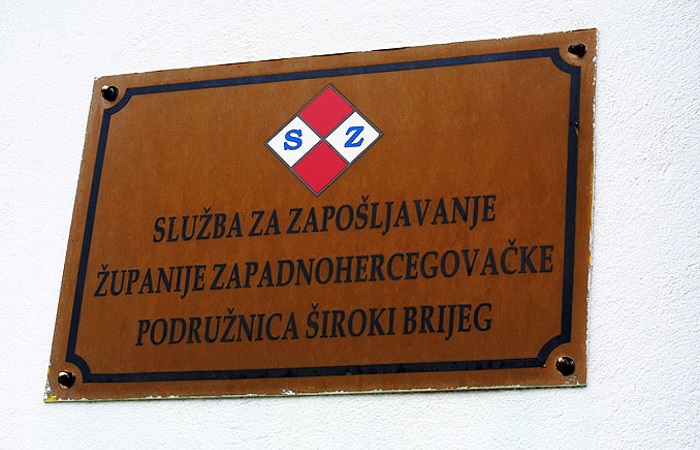 S Z
SLUŽBA ZA ZAPOŠLJAVANJE
ŽUPANIJE ZAPADNOHERCEGOVAČKE
PODRUŽNICA ŠIROKI BRIJEG